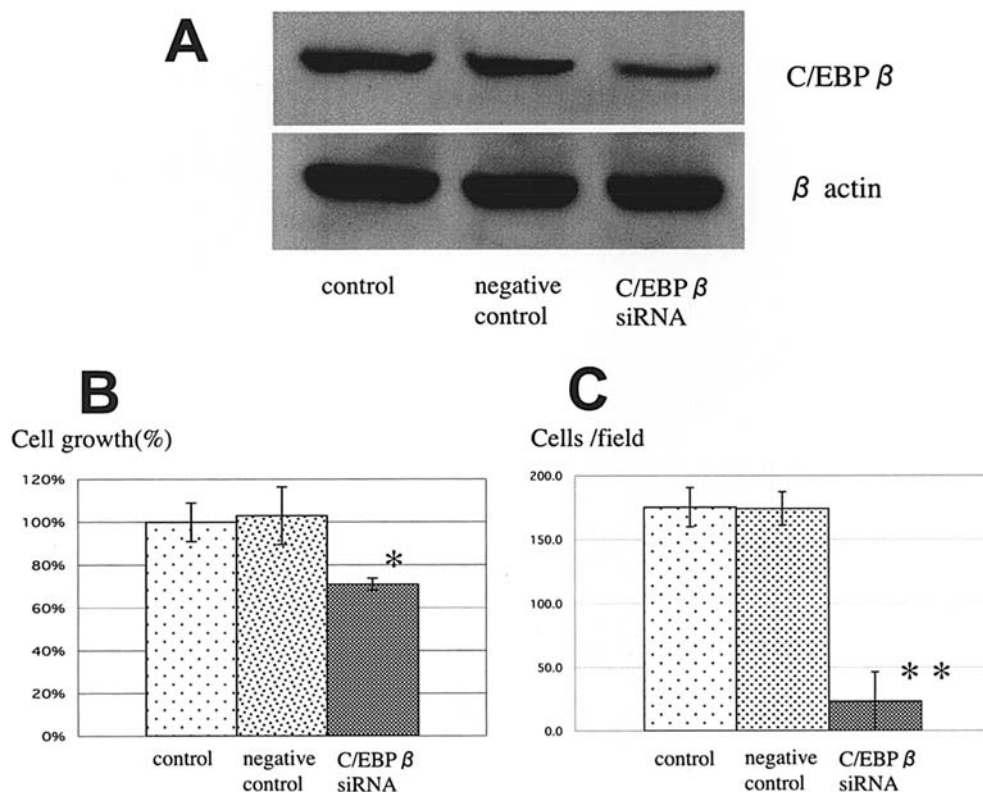 A
C/EBP β
β actin
control
negative
control
C/EBP β
siRNA
B
Cell growth(%)
120%
100%
80%
60%
40%
20%
0%
*
control
negative
control
C/EBP β
siRNA
C
Cells /field
200.0
150.0
100.0
50.0
0.0
* *
control
negative
control
C/EBP β
siRNA